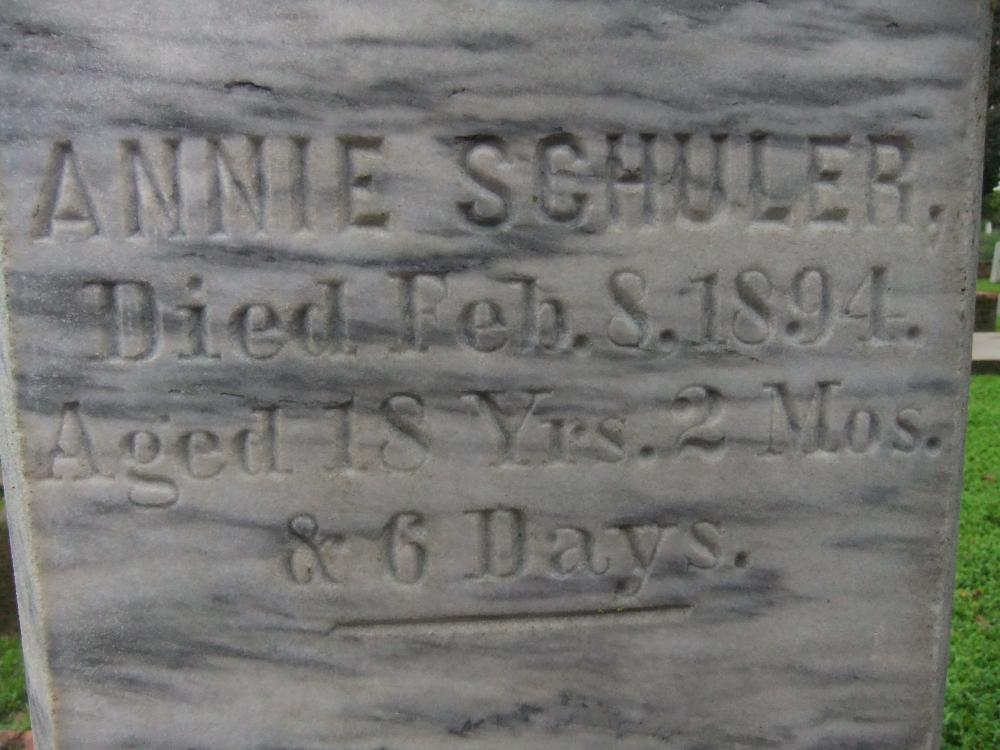 ANNIE SCHULER,
Died Feb. 8, 1894.
Aged 18 Yrs. 2 Mos.
& 6 Days.